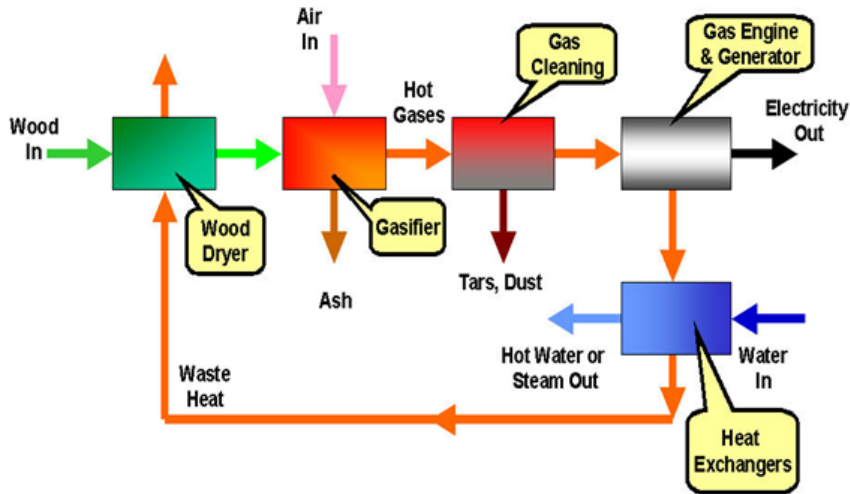 Air
In
Gas
Cleaning
Gas Engine
& Generator
Hot
Gases
Electricity
Out
Wood
In
Wood
Dryer
Gasifier
Ash
Tars, Dust
Hot Water or
Steam Out
Water
In
Waste
Heat
Heat
Exchangers